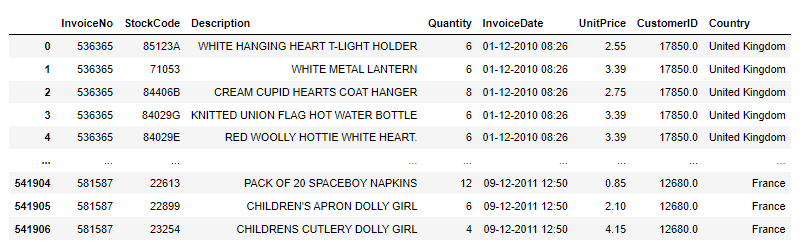 InvoiceNo StockCode Description Quantity InvoiceDate UnitPrice CustomerID Country
0 536365 85123A WHITE HANGING HEART T-LIGHT HOLDER 6 01-12-2010 08:26 2.55 17850.0 United Kingdom
1 536365 71053 WHITE METAL LANTERN 6 01-12-2010 08:26 3.39 17850.0 United Kingdom
2 536365 84406B CREAM CUPID HEARTS COAT HANGER 8 01-12-2010 08:26 2.75 17850.0 United Kingdom
3 536365 84029G KNITTED UNION FLAG HOT WATER BOTTLE 6 01-12-2010 08:26 3.39 17850.0 United Kingdom
4 536365 84029E RED WOOLLY HOTTIE WHITE HEART. 6 01-12-2010 08:26 3.39 17850.0 United Kingdom
... ... ... ... ... ... ... ... ...
541904 581587 22613 PACK OF 20 SPACEBOY NAPKINS 12 09-12-2011 12:50 0.85 12680.0 France
541905 581587 22899 CHILDREN'S APRON DOLLY GIRL 6 09-12-2011 12:50 2.10 12680.0 France
541906 581587 23254 CHILDRENS CUTLERY DOLLY GIRL 4 09-12-2011 12:50 4.15 12680.0 France